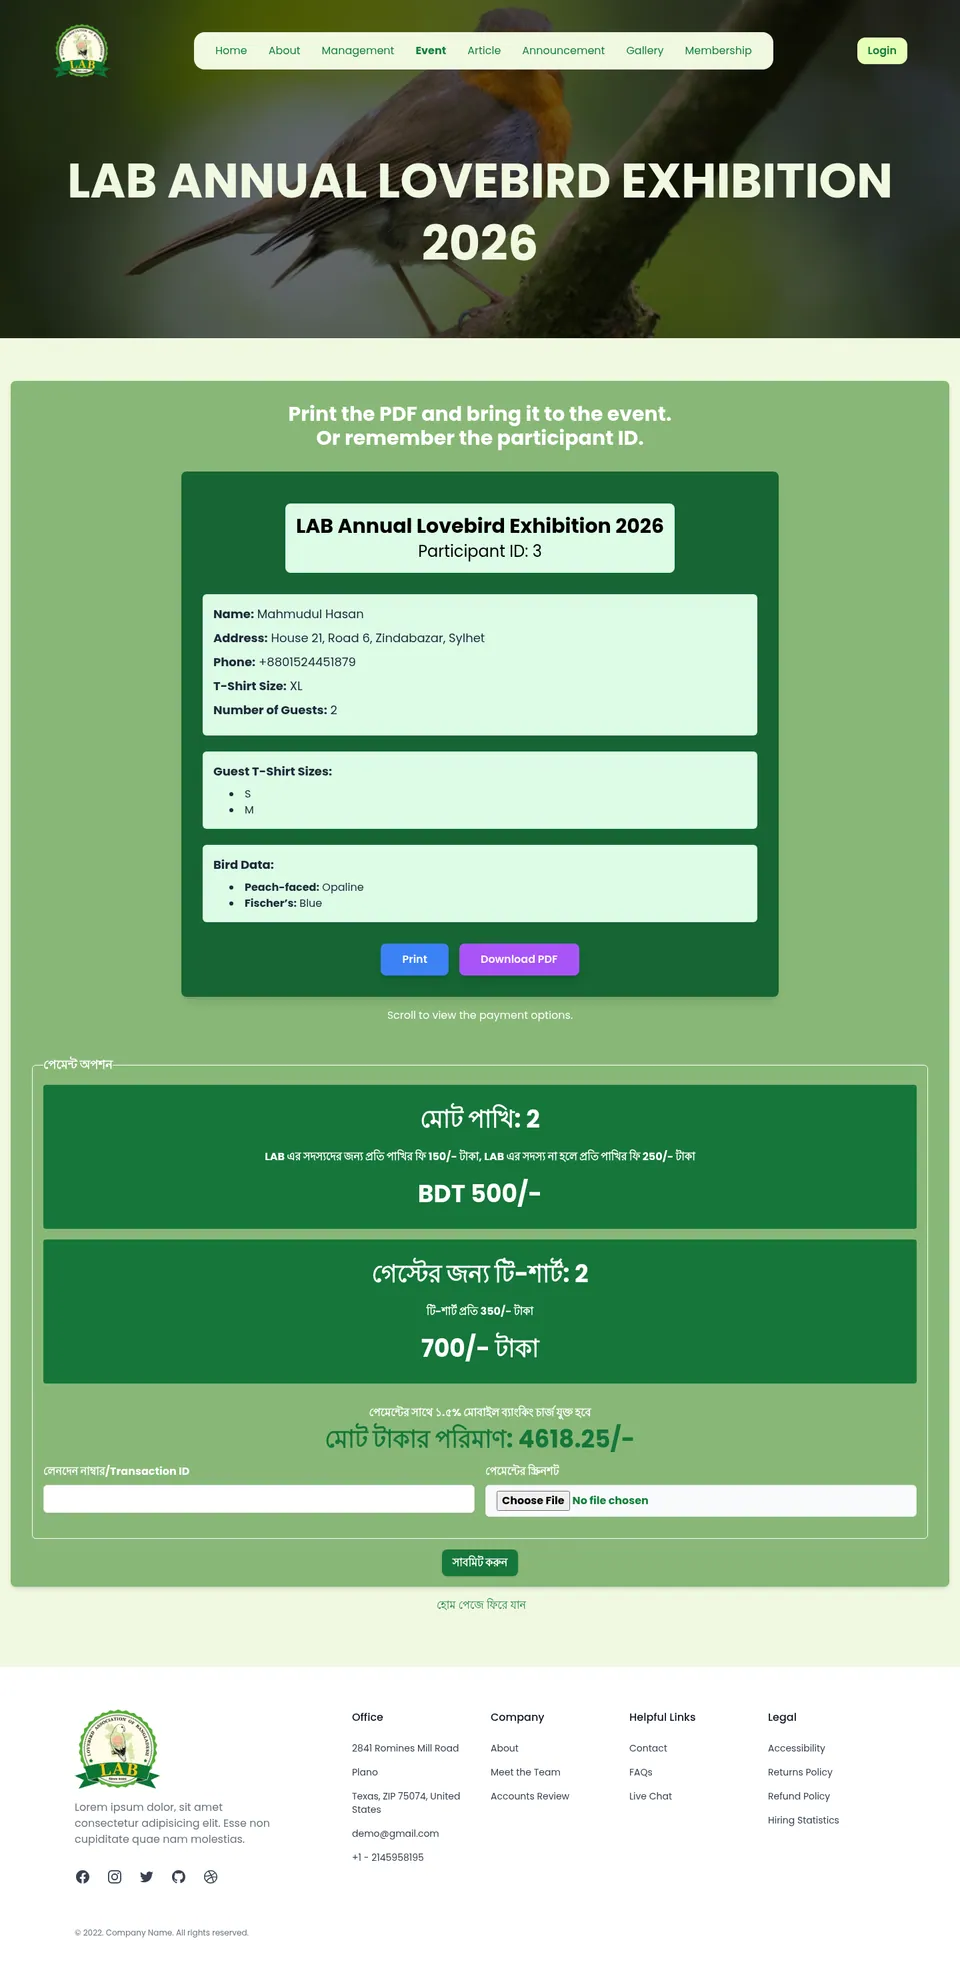 LAB
Home About Management Event Article Announcement Gallery Membership
Login
LAB ANNUAL LOVEBIRD EXHIBITION
2026
Print the PDF and bring it to the event.
Or remember the participant ID.
LAB Annual Lovebird Exhibition 2026
Participant ID: 3
Name: Mahmudul Hasan
Address: House 21, Road 6, Zindabazar, Sylhet
Phone: +8801524451879
T-Shirt Size: XL
Number of Guests: 2
Guest T-Shirt Sizes:
S
M
Bird Data:
Peach-faced: Opaline
Fischer's: Blue
Print
Download PDF
Scroll to view the payment options.
পেমেন্ট অপশন
মোট পাখি: 2
LAB এর সদস্যদের জন্য প্রতি পাখির ফি 150/- টাকা, LAB এর সদস্য না হলে প্রতি পাখির ফি 250/- টাকা
BDT 500/-
গেস্টের জন্য টি-শার্ট: 2
টি-শার্ট প্রতি 350/- টাকা
700/- টাকা
পেমেন্টের সাথে ১.৫% মোবাইল ব্যাংকিং চার্জ যুক্ত হবে
মোট টাকার পরিমাণ: 4618.25/-
লেনদেন নাম্বার/Transaction ID
পেমেন্টের স্ক্রিনশট
Choose File No file chosen
সাবমিট করুন
হোম পেজে ফিরে যান
LOVEBIRD ASSOCIATION OF BANGLADESH
LAB
Lorem ipsum dolor, sit amet
consectetur adipisicing elit. Esse non
cupiditate quae nam molestias.
Office
2841 Romines Mill Road
Plano
Texas, ZIP 75074, United
States
demo@gmail.com
+1 - 2145958195
Company
About
Meet the Team
Accounts Review
Helpful Links
Contact
FAQs
Live Chat
Legal
Accessibility
Returns Policy
Refund Policy
Hiring Statistics
© 2022. Company Name. All rights reserved.